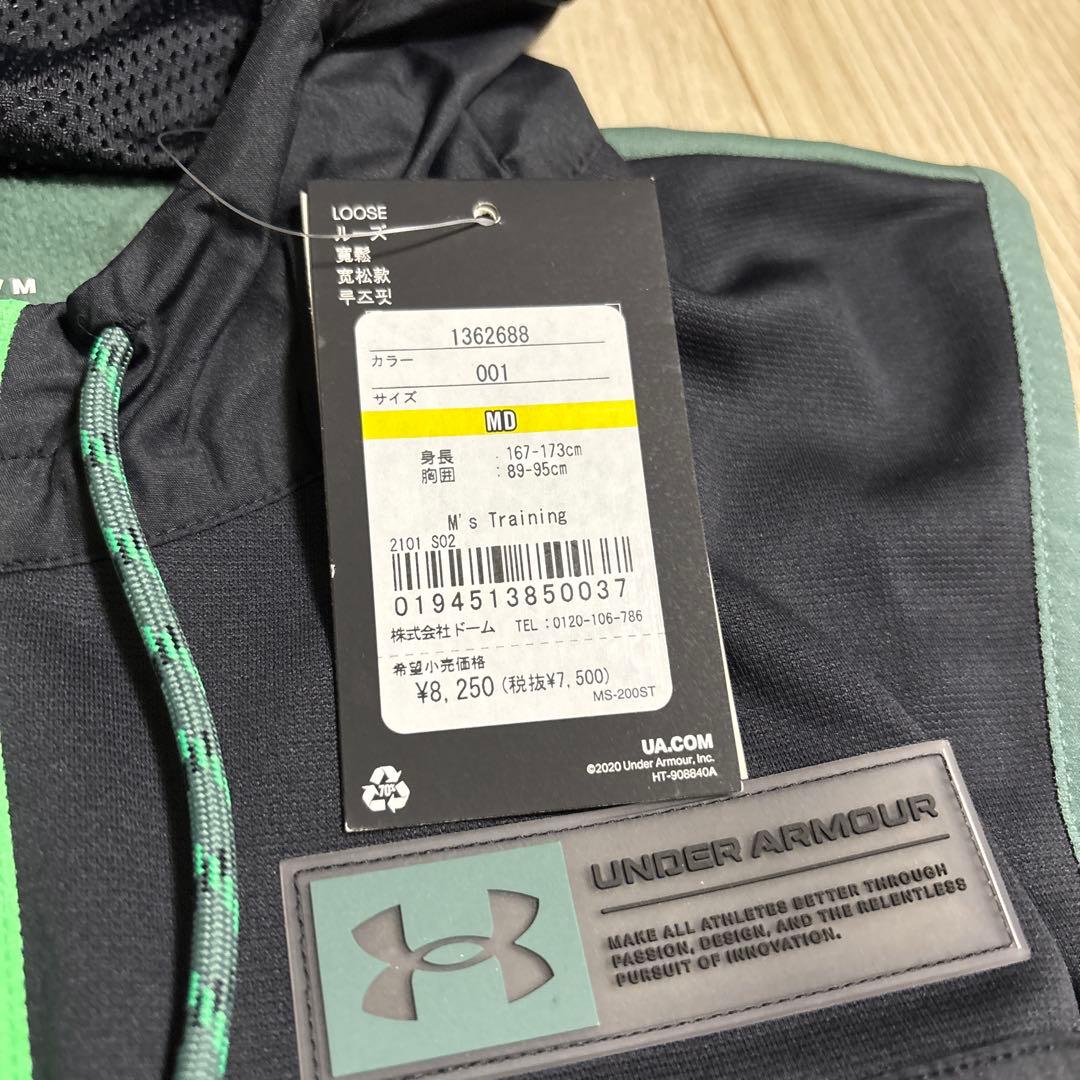 LOOSE
ルーズ
寬鬆
宽松款
루즈핏
/ M
1362688
カラー
001
サイズ
MD
身長 : 167-173cm
胸囲 : 89-95cm
M's Training
2101 S02
0194513850037
株式会社ドーム TEL:0120-106-786
希望小売価格
¥8,250(税抜¥7,500)
MS-200ST
UA.COM
©2020 Under Armour, Inc.
HT-908840A
70%
UNDER ARMOUR
MAKE ALL ATHLETES BETTER THROUGH
PASSION, DESIGN, AND THE RELENTLESS
PURSUIT OF INNOVATION.